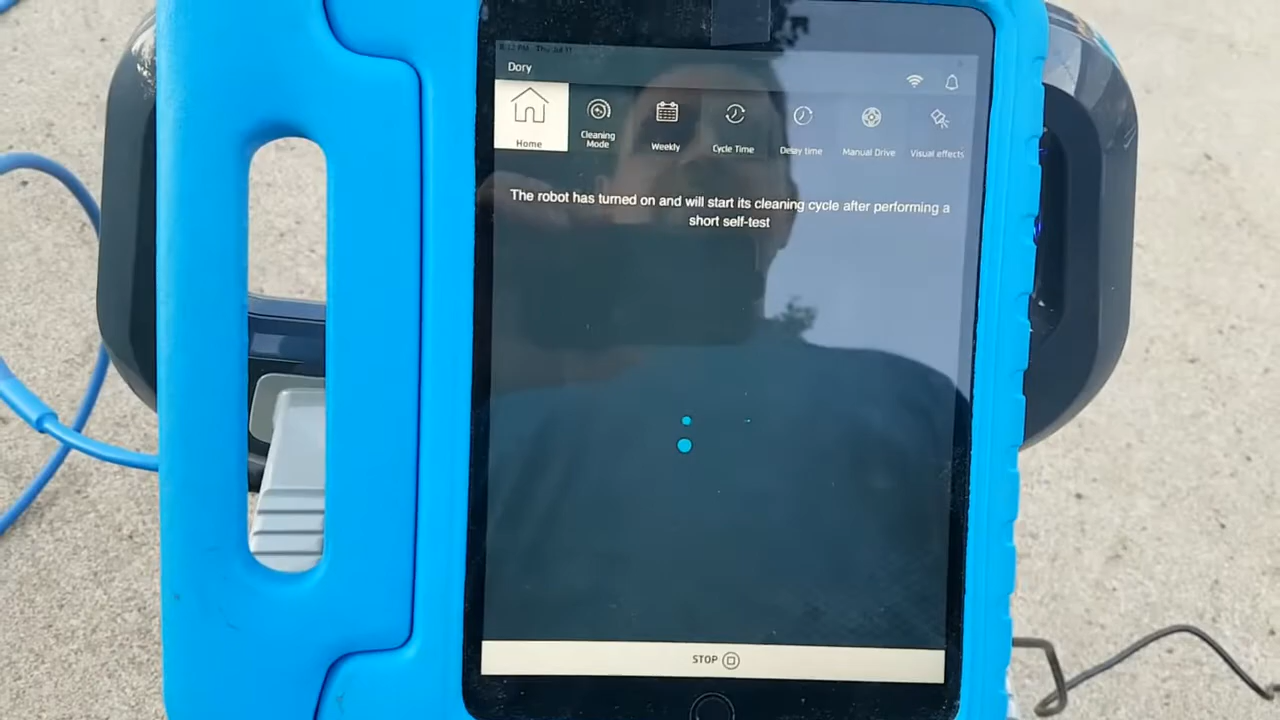 Dory
Home
Cleaning
Mode
Weekly
Cycle Time
Delay time
Manual Drive
Visual effects
The robot has turned on and will start its cleaning cycle after performing a
short self-test
STOP